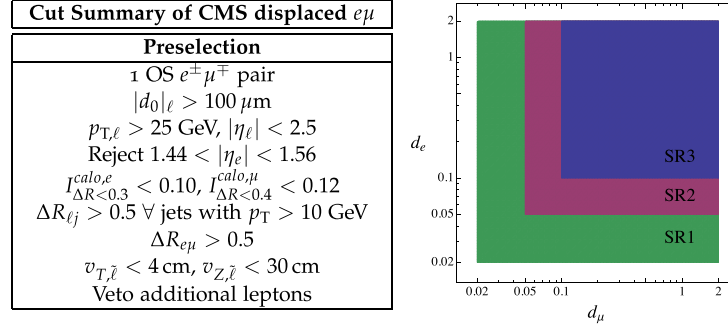 Cut Summary of CMS displaced eμ
Preselection
1 OS e±μ∓ pair
|d0|ℓ > 100 μm
pT,ℓ > 25 GeV, |ηℓ| < 2.5
Reject 1.44 < |ηe| < 1.56
I^{calo,e}_{ΔR<0.3} < 0.10, I^{calo,μ}_{ΔR<0.4} < 0.12
ΔRℓj > 0.5 ∀ jets with pT > 10 GeV
ΔReμ > 0.5
v_{T,ℓ̃} < 4 cm, v_{Z,ℓ̃} < 30 cm
Veto additional leptons
2
1
de
0.1
0.05
0.02
SR3
SR2
SR1
0.02 0.05 0.1 1 2
dμ